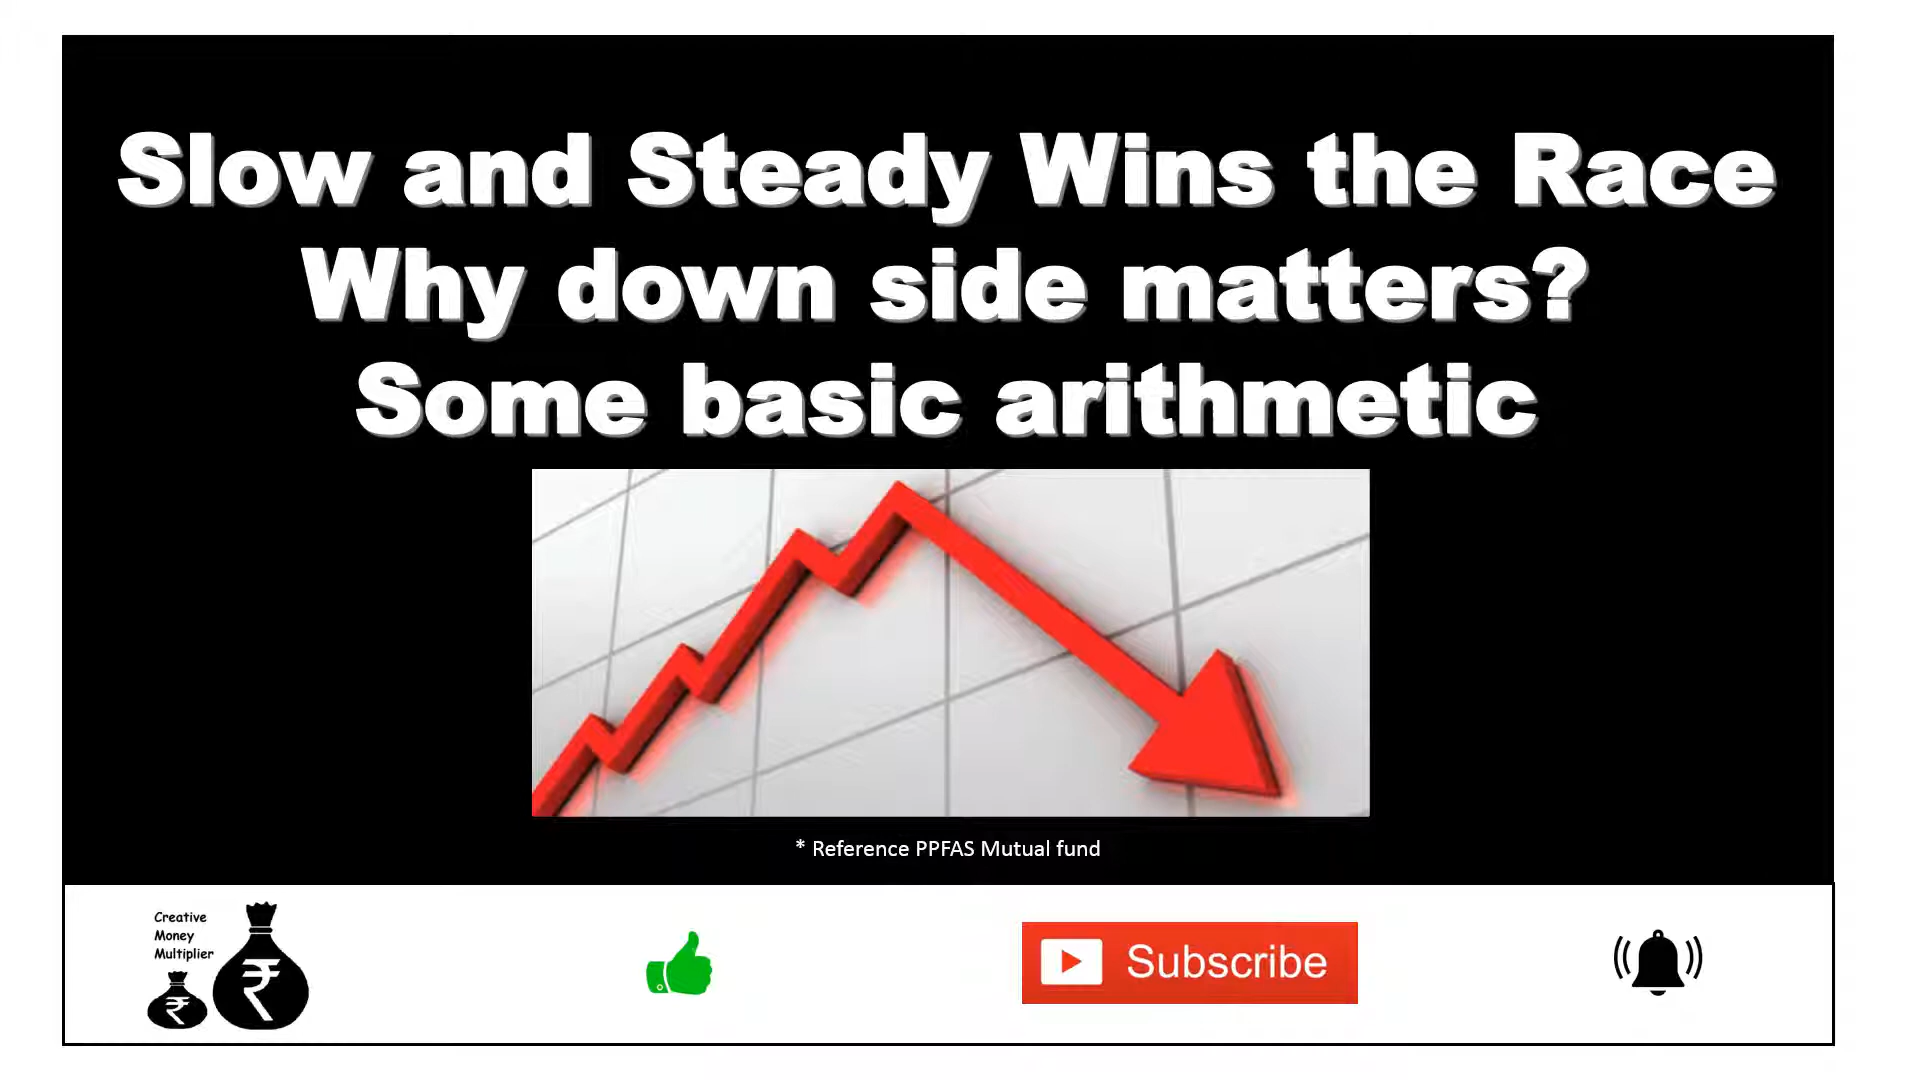 Slow and Steady Wins the Race
Why down side matters?
Some basic arithmetic
* Reference PPFAS Mutual fund
Creative
Money
Multiplier
₹
₹
Subscribe